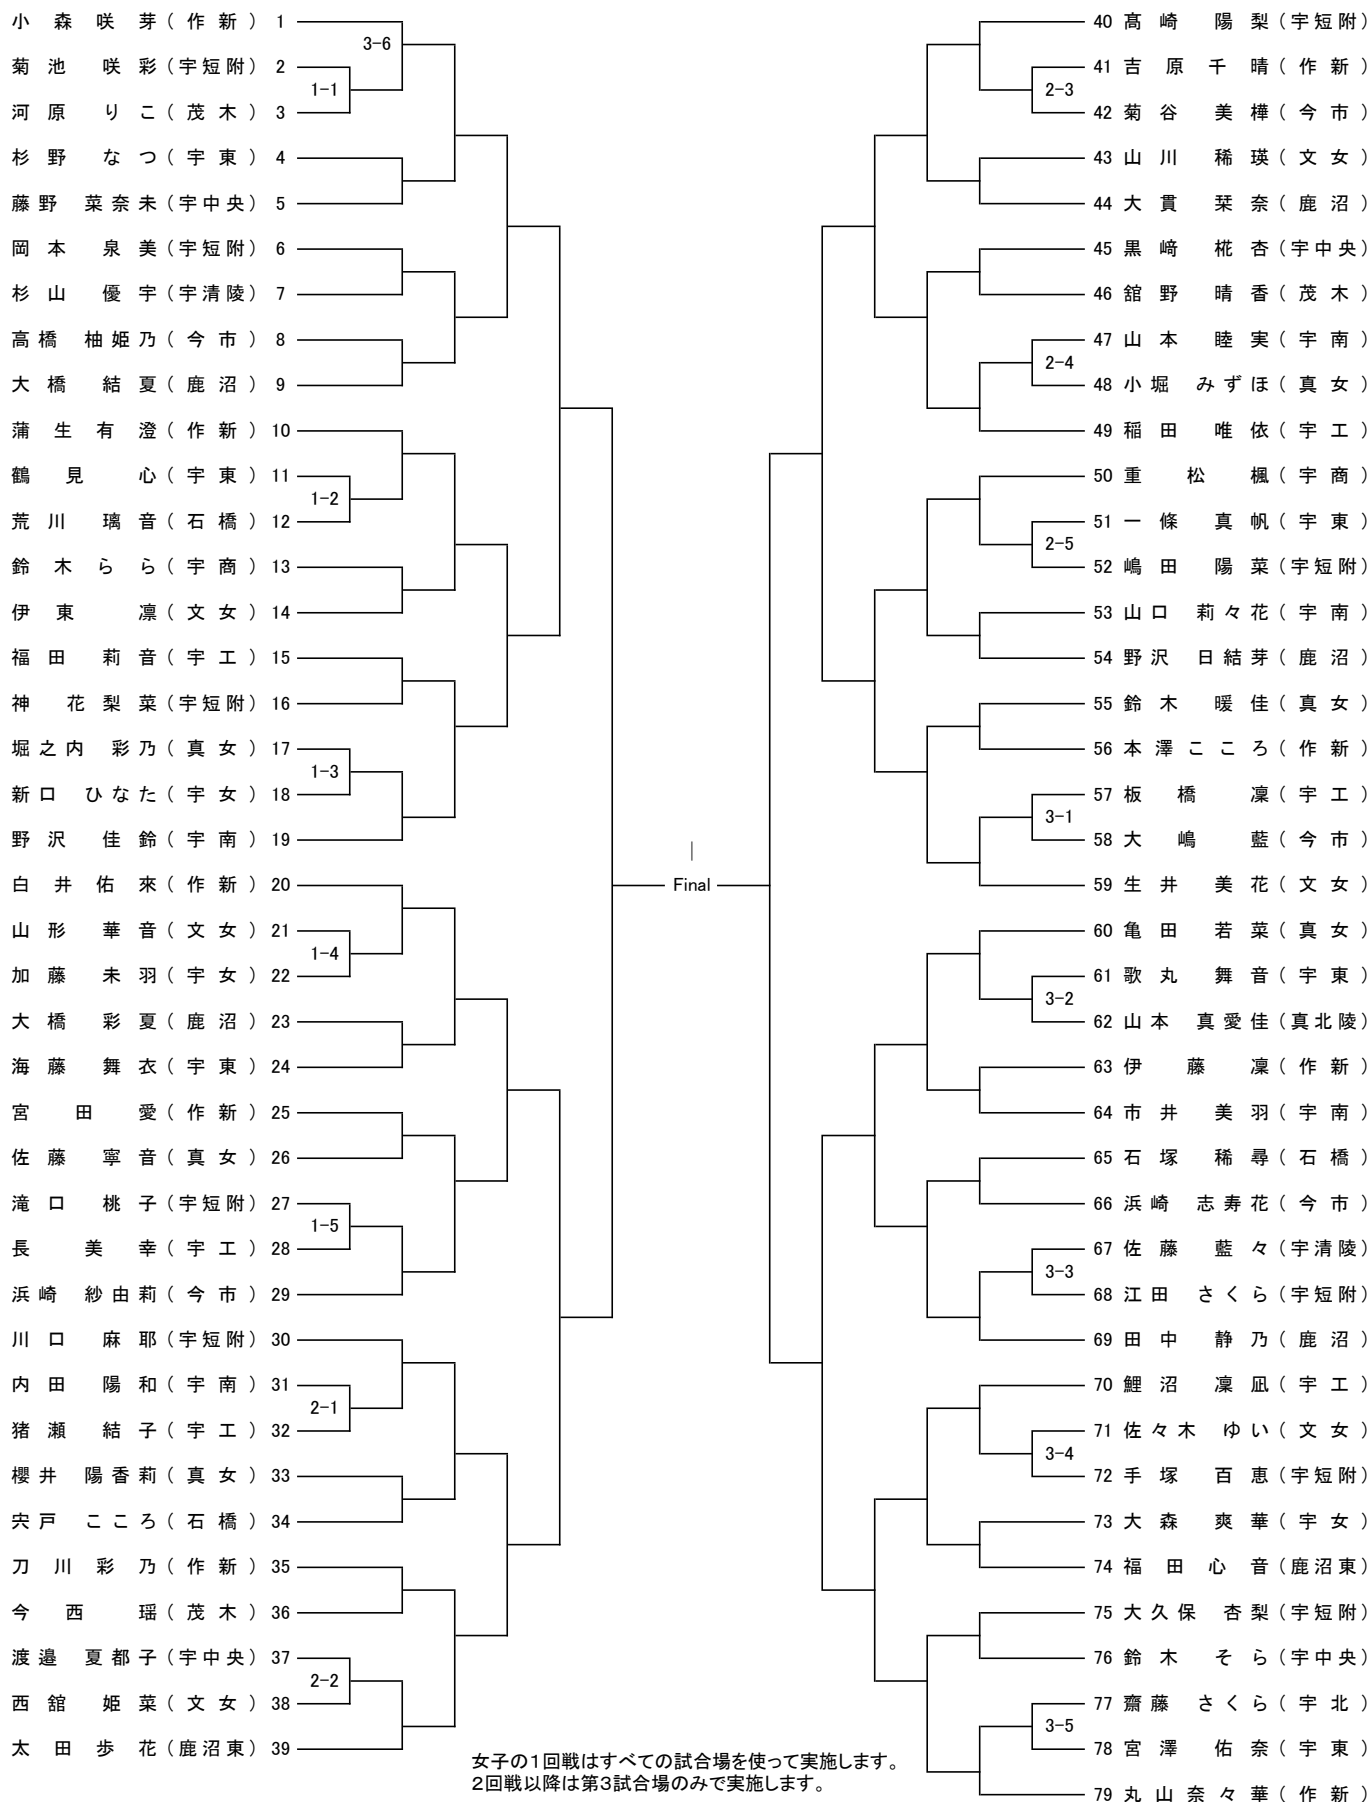 小森咲芽(作新) 1
3-6
菊池咲彩(宇短附) 2
1-1
河原りこ(茂木) 3
杉野なつ(宇東) 4
藤野菜奈未(宇中央) 5
岡本泉美(宇短附) 6
杉山優宇(宇清陵) 7
高橋柚姫乃(今市) 8
大橋結夏(鹿沼) 9
蒲生有澄(作新) 10
鶴見心(宇東) 11
1-2
荒川璃音(石橋) 12
鈴木らら(宇商) 13
伊東凛(文女) 14
福田莉音(宇工) 15
神花梨菜(宇短附) 16
堀之内彩乃(真女) 17
1-3
新口ひなた(宇女) 18
野沢佳鈴(宇南) 19
白井佑來(作新) 20
山形華音(文女) 21
1-4
加藤未羽(宇女) 22
大橋彩夏(鹿沼) 23
海藤舞衣(宇東) 24
宮田愛(作新) 25
佐藤寧音(真女) 26
滝口桃子(宇短附) 27
1-5
長美幸(宇工) 28
浜崎紗由莉(今市) 29
川口麻耶(宇短附) 30
内田陽和(宇南) 31
2-1
猪瀬結子(宇工) 32
櫻井陽香莉(真女) 33
宍戸こころ(石橋) 34
刀川彩乃(作新) 35
今西瑶(茂木) 36
渡邉夏都子(宇中央) 37
2-2
西舘姫菜(文女) 38
太田歩花(鹿沼東) 39
|
Final
40 髙崎陽梨(宇短附)
41 吉原千晴(作新)
2-3
42 菊谷美樺(今市)
43 山川稀瑛(文女)
44 大貫栞奈(鹿沼)
45 黒﨑椛杏(宇中央)
46 舘野晴香(茂木)
47 山本睦実(宇南)
2-4
48 小堀みずほ(真女)
49 稲田唯依(宇工)
50 重松楓(宇商)
51 一條真帆(宇東)
2-5
52 嶋田陽菜(宇短附)
53 山口莉々花(宇南)
54 野沢日結芽(鹿沼)
55 鈴木暖佳(真女)
56 本澤こころ(作新)
57 板橋凜(宇工)
3-1
58 大嶋藍(今市)
59 生井美花(文女)
60 亀田若菜(真女)
61 歌丸舞音(宇東)
3-2
62 山本真愛佳(真北陵)
63 伊藤凜(作新)
64 市井美羽(宇南)
65 石塚稀尋(石橋)
66 浜崎志寿花(今市)
67 佐藤藍々(宇清陵)
3-3
68 江田さくら(宇短附)
69 田中静乃(鹿沼)
70 鯉沼凜凪(宇工)
71 佐々木ゆい(文女)
3-4
72 手塚百恵(宇短附)
73 大森爽華(宇女)
74 福田心音(鹿沼東)
75 大久保杏梨(宇短附)
76 鈴木そら(宇中央)
77 齋藤さくら(宇北)
3-5
78 宮澤佑奈(宇東)
79 丸山奈々華(作新)
女子の1回戦はすべての試合場を使って実施します。
2回戦以降は第3試合場のみで実施します。